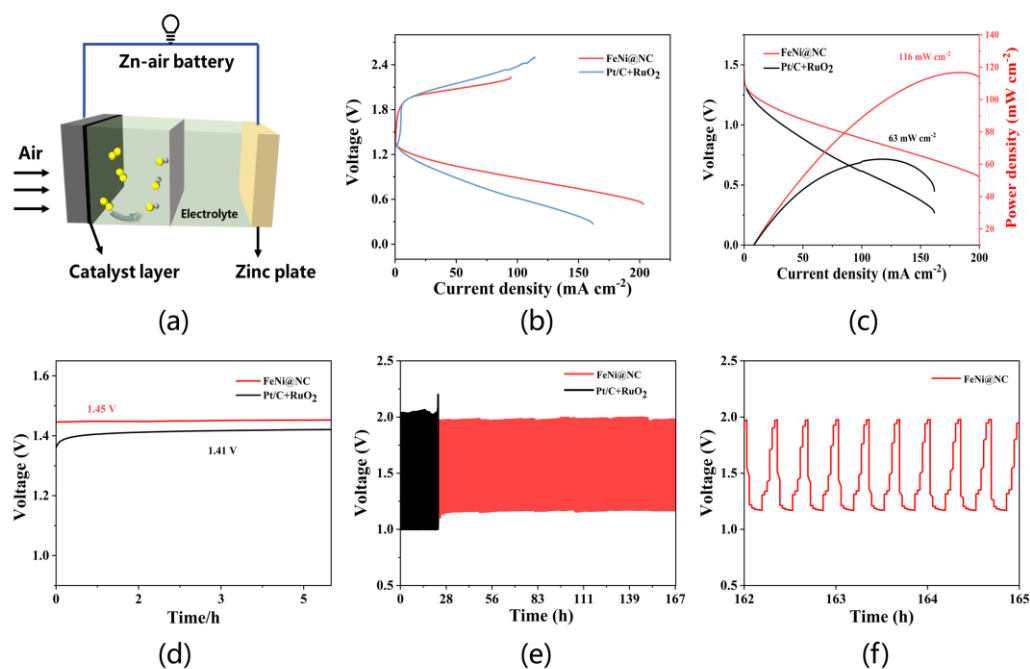 Zn-air battery
Air
Electrolyte
Catalyst layer
Zinc plate
(a)
FeNi@NC
Pt/C+RuO2
Voltage (V)
2.4
1.8
1.2
0.6
0.0
0 50 100 150 200
Current density (mA cm-2)
(b)
FeNi@NC
Pt/C+RuO2
116 mW cm-2
63 mW cm-2
Voltage (V)
1.5
1.0
0.5
0.0
Power density (mW cm-2)
140
120
100
80
60
40
20
0 50 100 150 200
Current density (mA cm-2)
(c)
FeNi@NC
Pt/C+RuO2
1.45 V
1.41 V
Voltage (V)
1.6
1.4
1.2
1.0
0 2 3 5
Time/h
(d)
FeNi@NC
Pt/C+RuO2
Voltage (V)
2.5
2.0
1.5
1.0
0.5
0 28 56 83 111 139 167
Time (h)
(e)
FeNi@NC
Voltage (V)
2.5
2.0
1.5
1.0
0.5
162 163 164 165
Time (h)
(f)